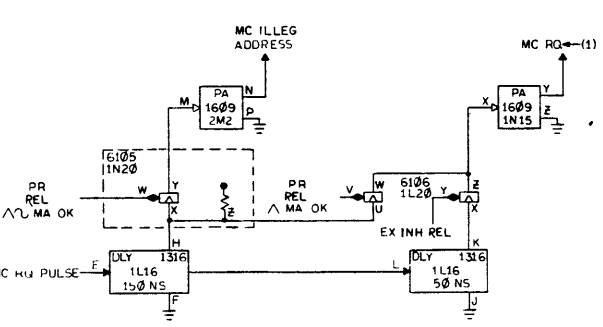 MC ILLEG
ADDRESS
MC RQ (1)
M
PA
1609
2M2
N
P
X
PA
1609
1N15
Y
Z
6105
1N20
PR
REL
∧∿ MA OK
W
Y
X
Z
PR
REL
∧ MA OK
V
W
U
6106
1L20
Y
Z
X
EX INH REL
H
K
MC RQ PULSE
E
DLY 1316
1L16
150 NS
F
L
DLY 1316
1L16
50 NS
J